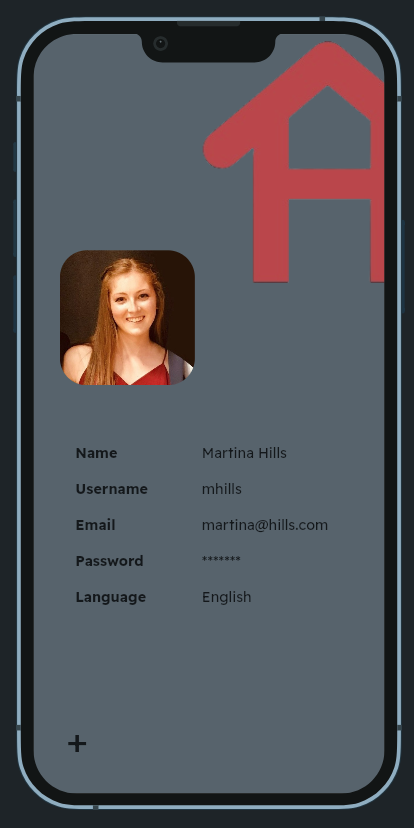 Name Martina Hills
Username mhills
Email martina@hills.com
Password *******
Language English
+